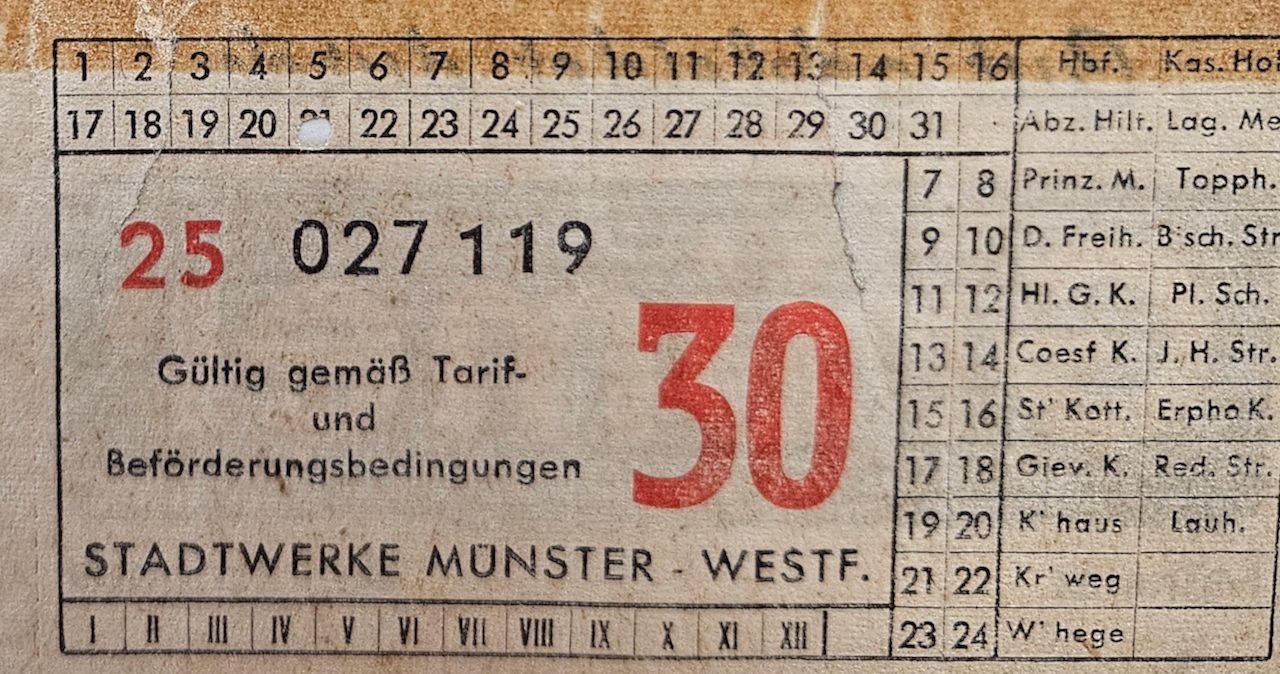 1 2 3 4 5 6 7 8 9 10 11 12 13 14 15 16 Hbf. Kas.
17 18 19 20 22 23 24 25 26 27 28 29 30 31 Abz. Hilt. Lag.
7 8 Prinz. M. Topph.
25 027 119
9 10 D. Freih. B'sch. Str
11 12 Hl. G. K. Pl. Sch.
30
13 14 Coesf K. J. H. Str.
Gültig gemäß Tarif-
und
15 16 St' Kott. Erpho K.
Beförderungsbedingungen
17 18 Giev. K. Red. Str.
19 20 K' haus Lauh.
STADTWERKE MÜNSTER - WESTF.
21 22 Kr' weg
I II III IV V VI VII VIII IX X XI XII
23 24 W' hege